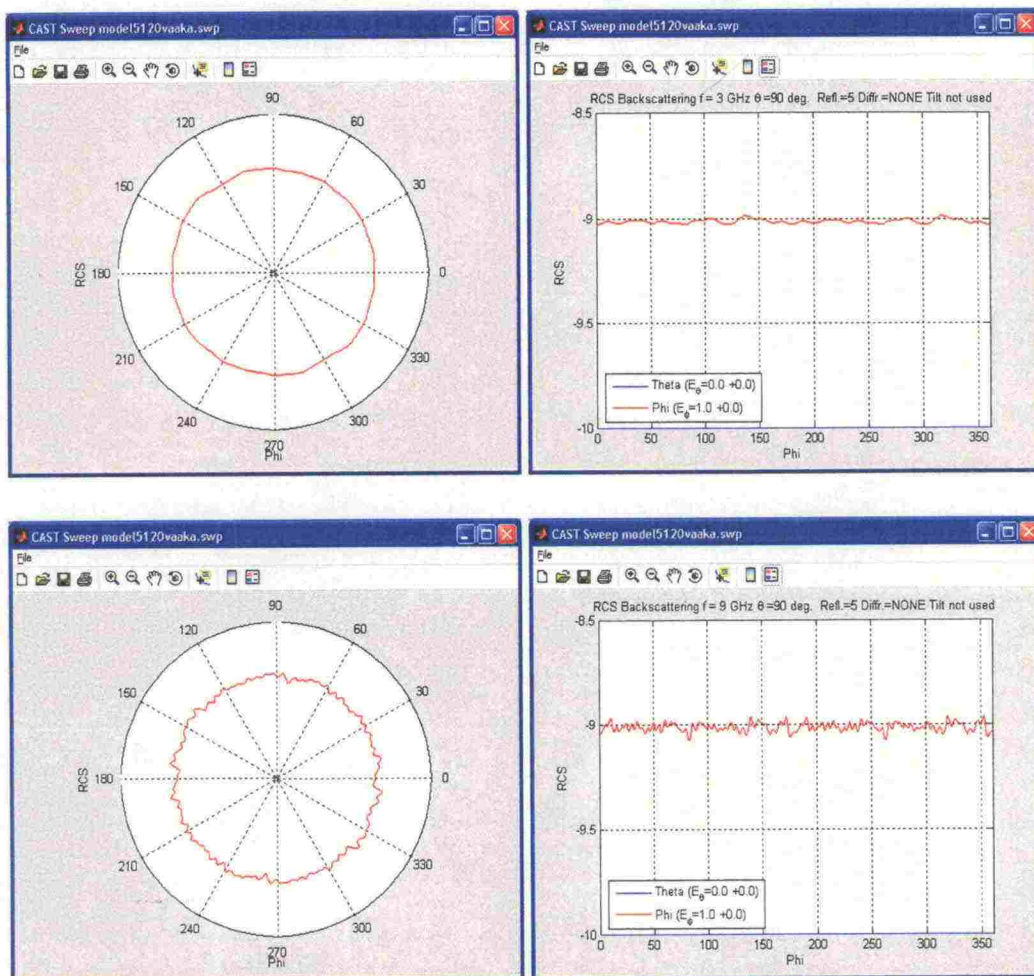 CAST Sweep model5120vaaka.swp
File
90
120
60
150
30
RCS
180
0
210
330
240
300
270
Phi
CAST Sweep model5120vaaka.swp
File
RCS Backscattering f = 3 GHz θ =90 deg. Refl.=5 Diffr.=NONE Tilt not used
-8.5
-9
RCS
-9.5
Theta (Eθ=0.0 +0.0)
Phi (Eϕ=1.0 +0.0)
-10
0 50 100 150 200 250 300 350
Phi
CAST Sweep model5120vaaka.swp
File
90
120
60
150
30
RCS
180
0
210
330
240
300
270
Phi
CAST Sweep model5120vaaka.swp
File
RCS Backscattering f = 9 GHz θ =90 deg. Refl.=5 Diffr.=NONE Tilt not used
-8.5
-9
RCS
-9.5
Theta (Eθ=0.0 +0.0)
Phi (Eϕ=1.0 +0.0)
-10
0 50 100 150 200 250 300 350
Phi